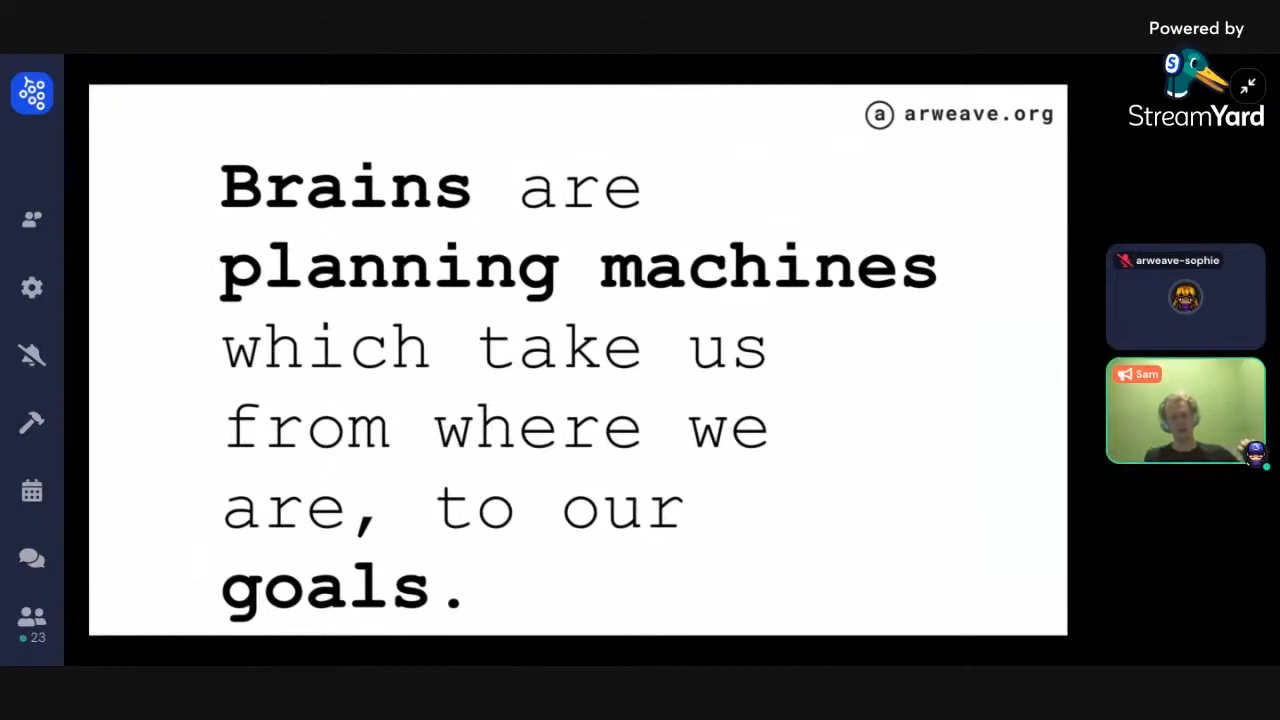 Powered by
StreamYard
a arweave.org
Brains are
planning machines
which take us
from where we
are, to our
goals.
arweave-sophie
Sam
23